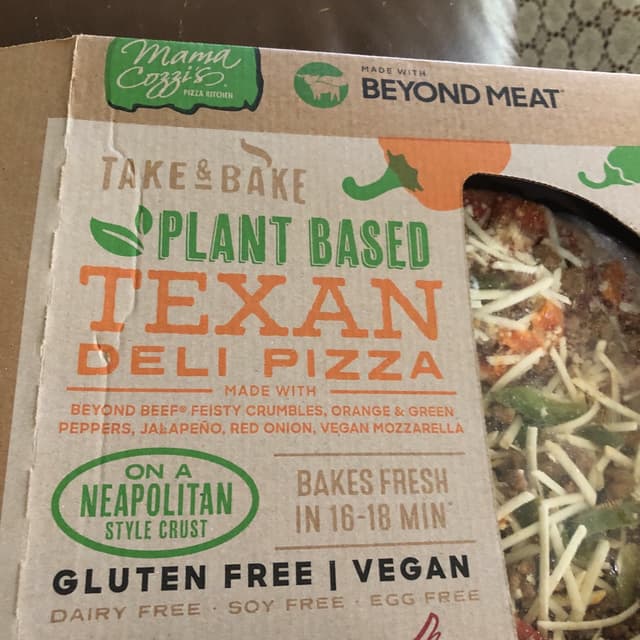 Mama
Cozzi's
PIZZA KITCHEN
MADE WITH
BEYOND MEAT
TAKE & BAKE
PLANT BASED
TEXAN
DELI PIZZA
MADE WITH
BEYOND BEEF® FEISTY CRUMBLES, ORANGE & GREEN
PEPPERS, JALAPEÑO, RED ONION, VEGAN MOZZARELLA
ON A
NEAPOLITAN
STYLE CRUST
BAKES FRESH
IN 16-18 MIN
GLUTEN FREE | VEGAN
DAIRY FREE · SOY FREE · EGG FREE